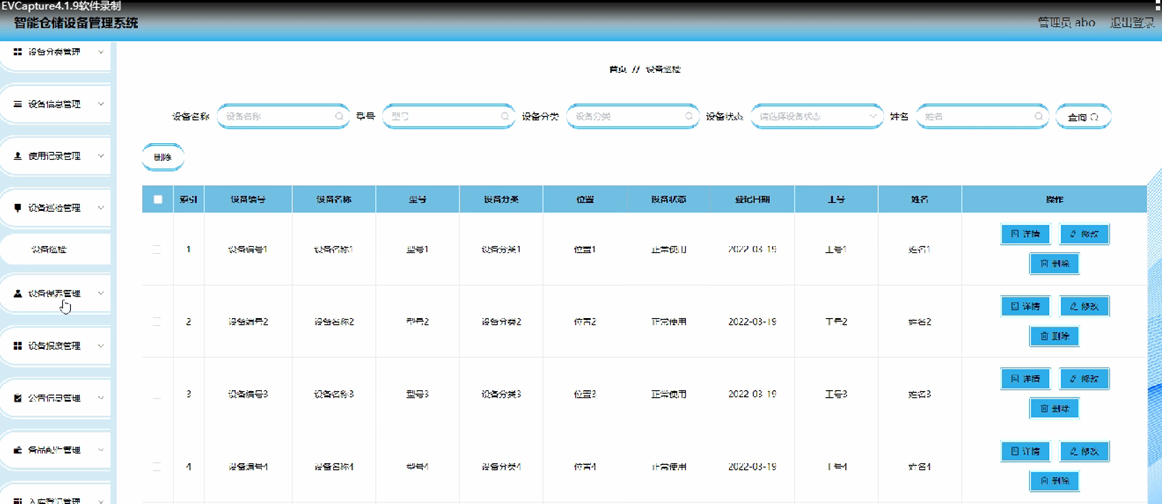 EVCapture4.1.9软件录制
智能仓储设备管理系统
管理员 abo 退出登录
设备分类管理
设备信息管理
使用记录管理
设备巡检管理
设备巡检
设备保养管理
设备报废管理
公告信息管理
备品配件管理
入库登记管理
首页 // 设备巡检
设备名称 设备名称 型号 型号 设备分类 设备分类 设备状态 请选择设备状态 姓名 姓名 查询
删除
索引 设备编号 设备名称 型号 设备分类 位置 设备状态 登记日期 工号 姓名 操作
1 设备编号1 设备名称1 型号1 设备分类1 位置1 正常使用 2022-03-19 工号1 姓名1 详情 修改
删除
2 设备编号2 设备名称2 型号2 设备分类2 位置2 正常使用 2022-03-19 工号2 姓名2 详情 修改
删除
3 设备编号3 设备名称3 型号3 设备分类3 位置3 正常使用 2022-03-19 工号3 姓名3 详情 修改
删除
4 设备编号4 设备名称4 型号4 设备分类4 位置4 正常使用 2022-03-19 工号4 姓名4 详情 修改
删除